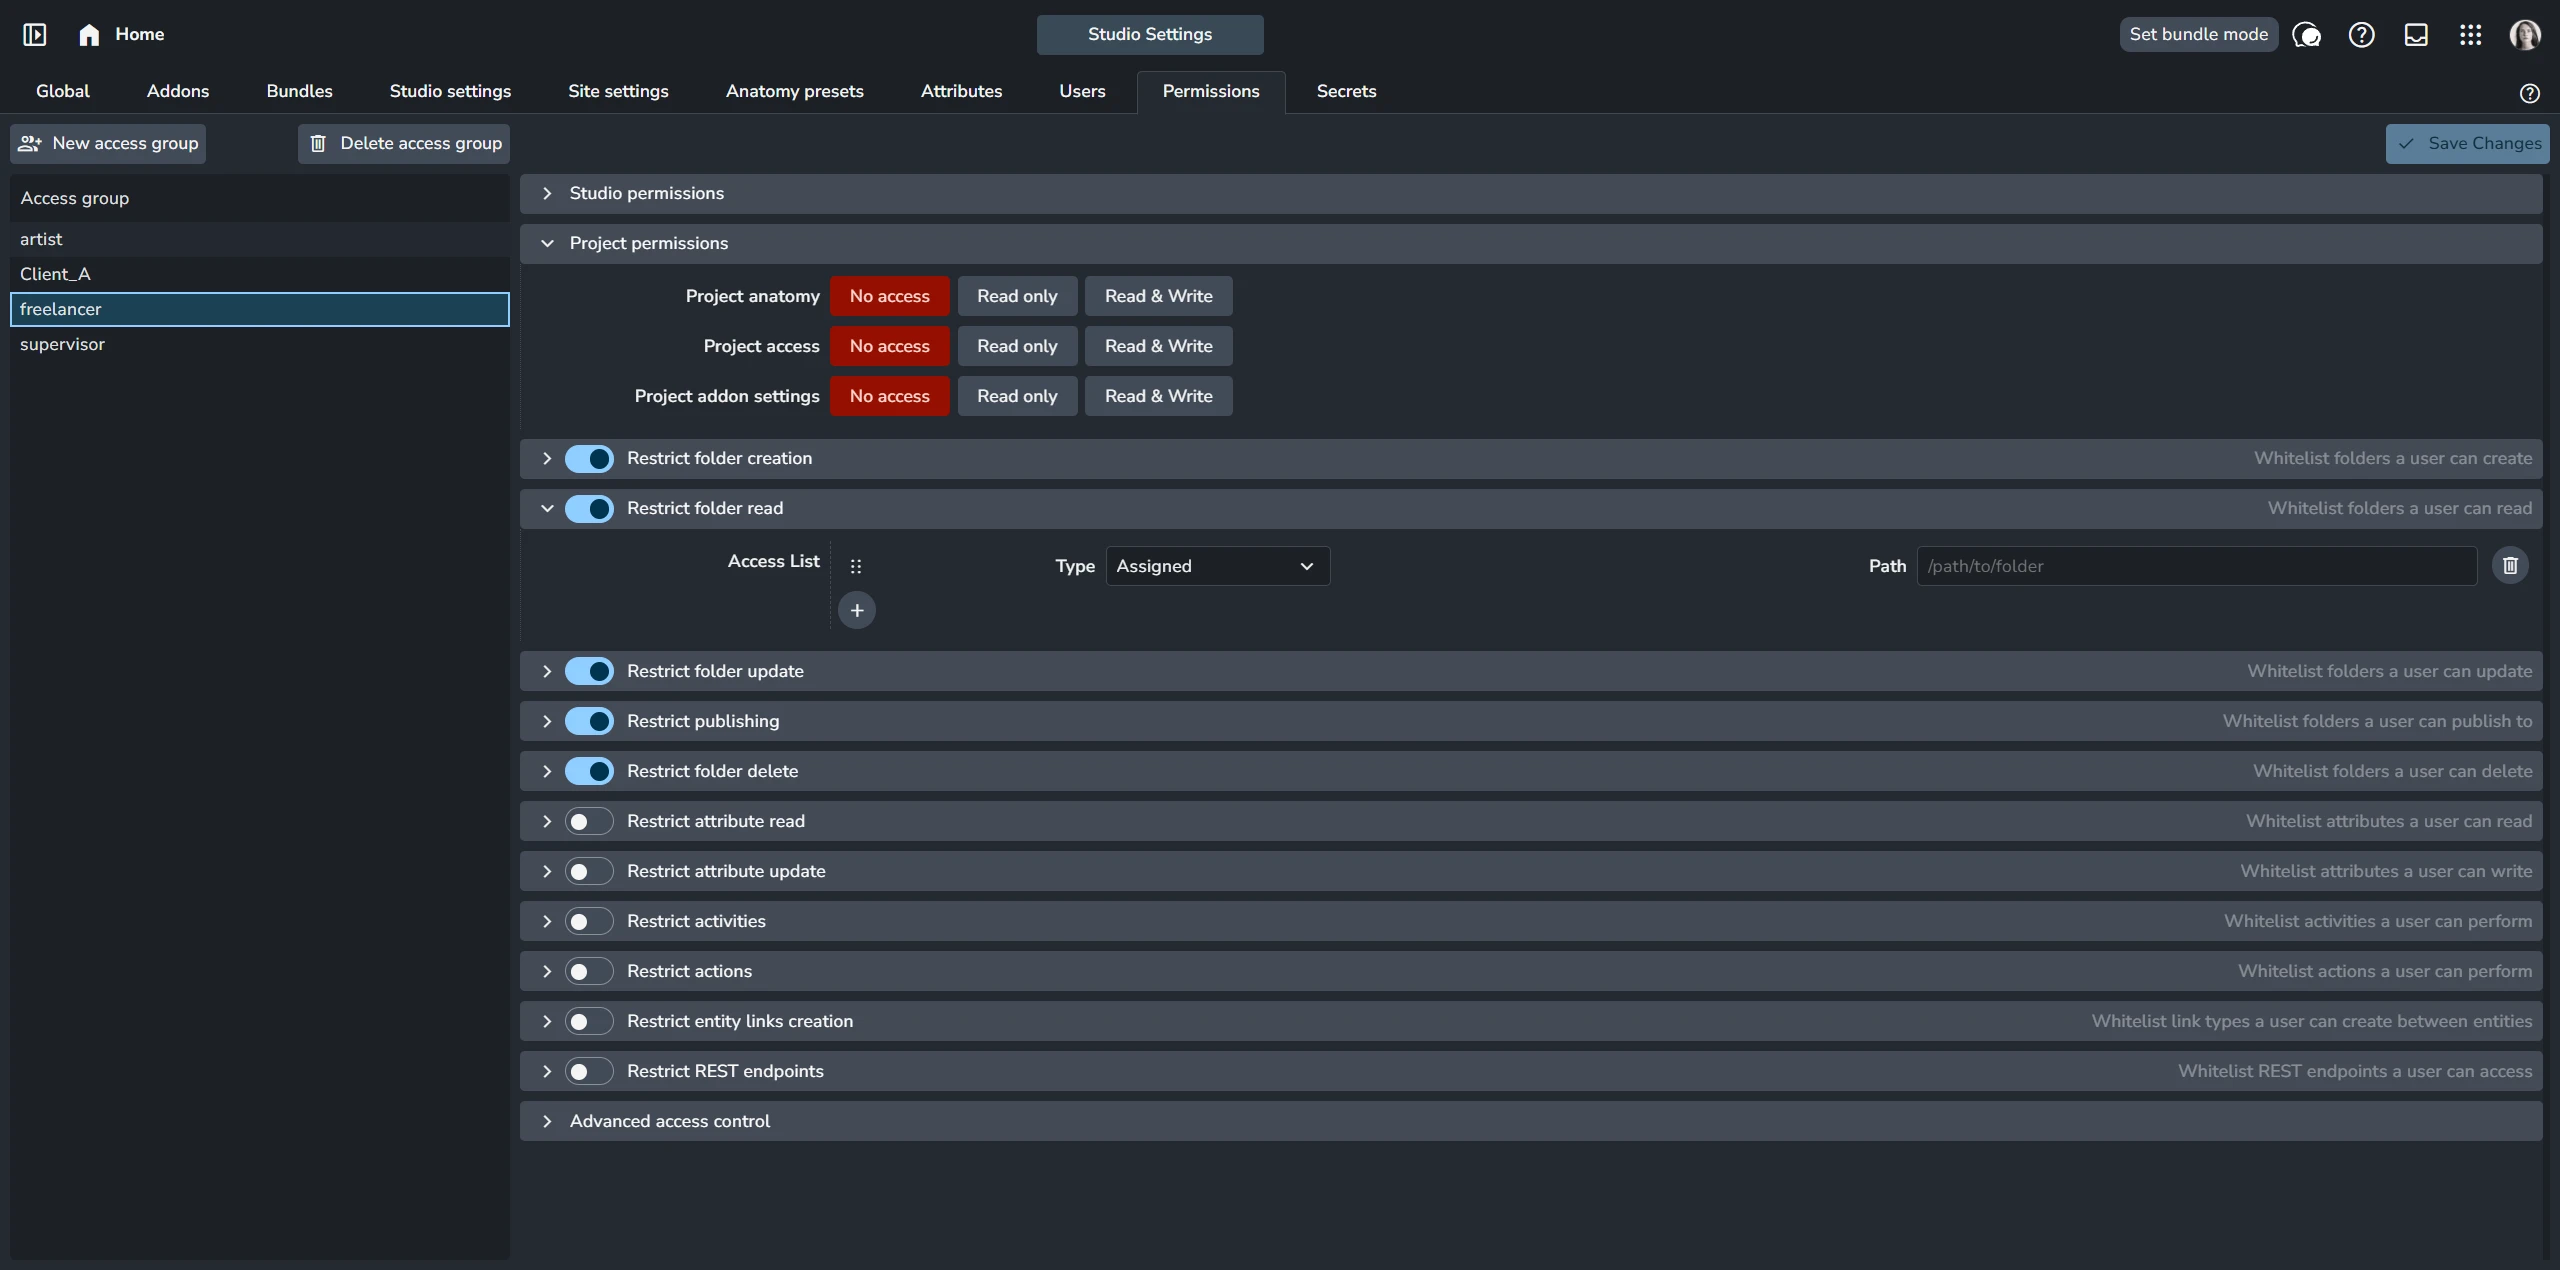 Home
Studio Settings
Set bundle mode
Global Addons Bundles Studio settings Site settings Anatomy presets Attributes Users Permissions Secrets
New access group
Delete access group
Save Changes
Access group
artist
Client_A
freelancer
supervisor
Studio permissions
Project permissions
Project anatomy No access Read only Read & Write
Project access No access Read only Read & Write
Project addon settings No access Read only Read & Write
Restrict folder creation Whitelist folders a user can create
Restrict folder read Whitelist folders a user can read
Access List Type Assigned Path /path/to/folder
Restrict folder update Whitelist folders a user can update
Restrict publishing Whitelist folders a user can publish to
Restrict folder delete Whitelist folders a user can delete
Restrict attribute read Whitelist attributes a user can read
Restrict attribute update Whitelist attributes a user can write
Restrict activities Whitelist activities a user can perform
Restrict actions Whitelist actions a user can perform
Restrict entity links creation Whitelist link types a user can create between entities
Restrict REST endpoints Whitelist REST endpoints a user can access
Advanced access control